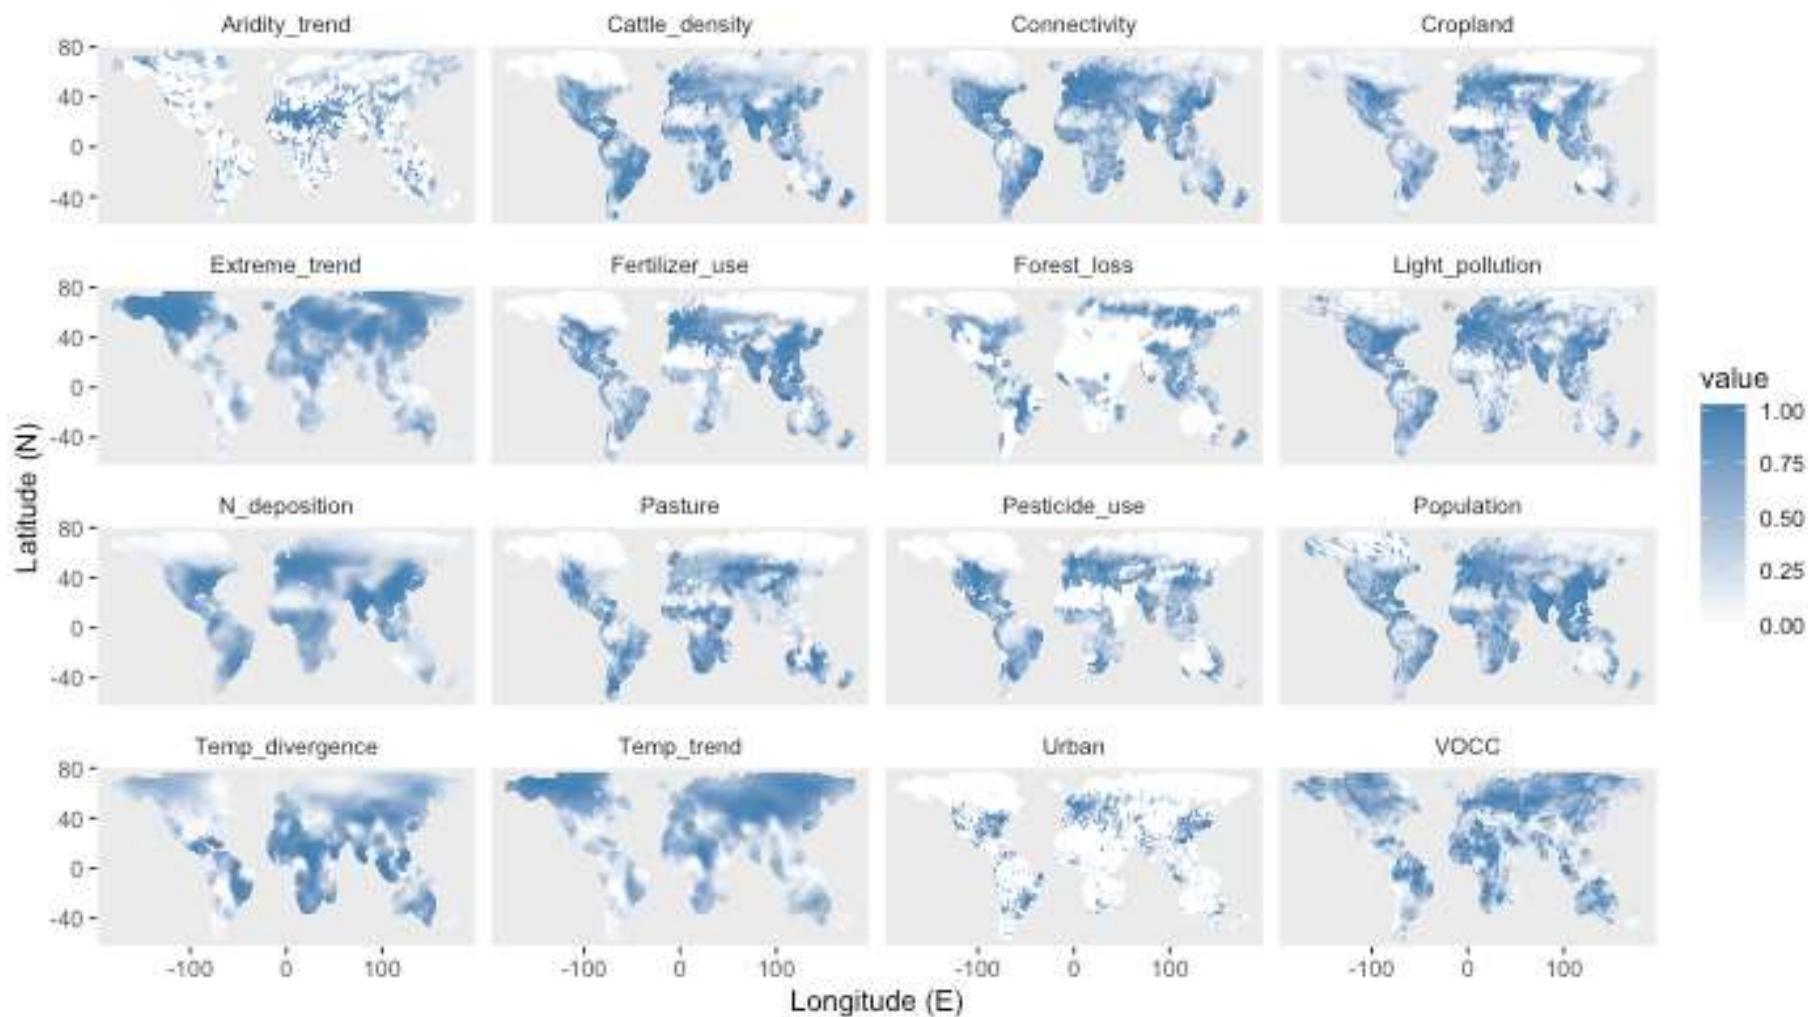 Aridity_trend Cattle_density Connectivity Cropland
80
40
0
-40
Extreme_trend Fertilizer_use Forest_loss Light_pollution
80
40
0
-40
N_deposition Pasture Pesticide_use Population
80
40
0
-40
Temp_divergence Temp_trend Urban VOCC
80
40
0
-40
-100 0 100 -100 0 100 -100 0 100 -100 0 100
Longitude (E)
Latitude (N)
value
1.00
0.75
0.50
0.25
0.00